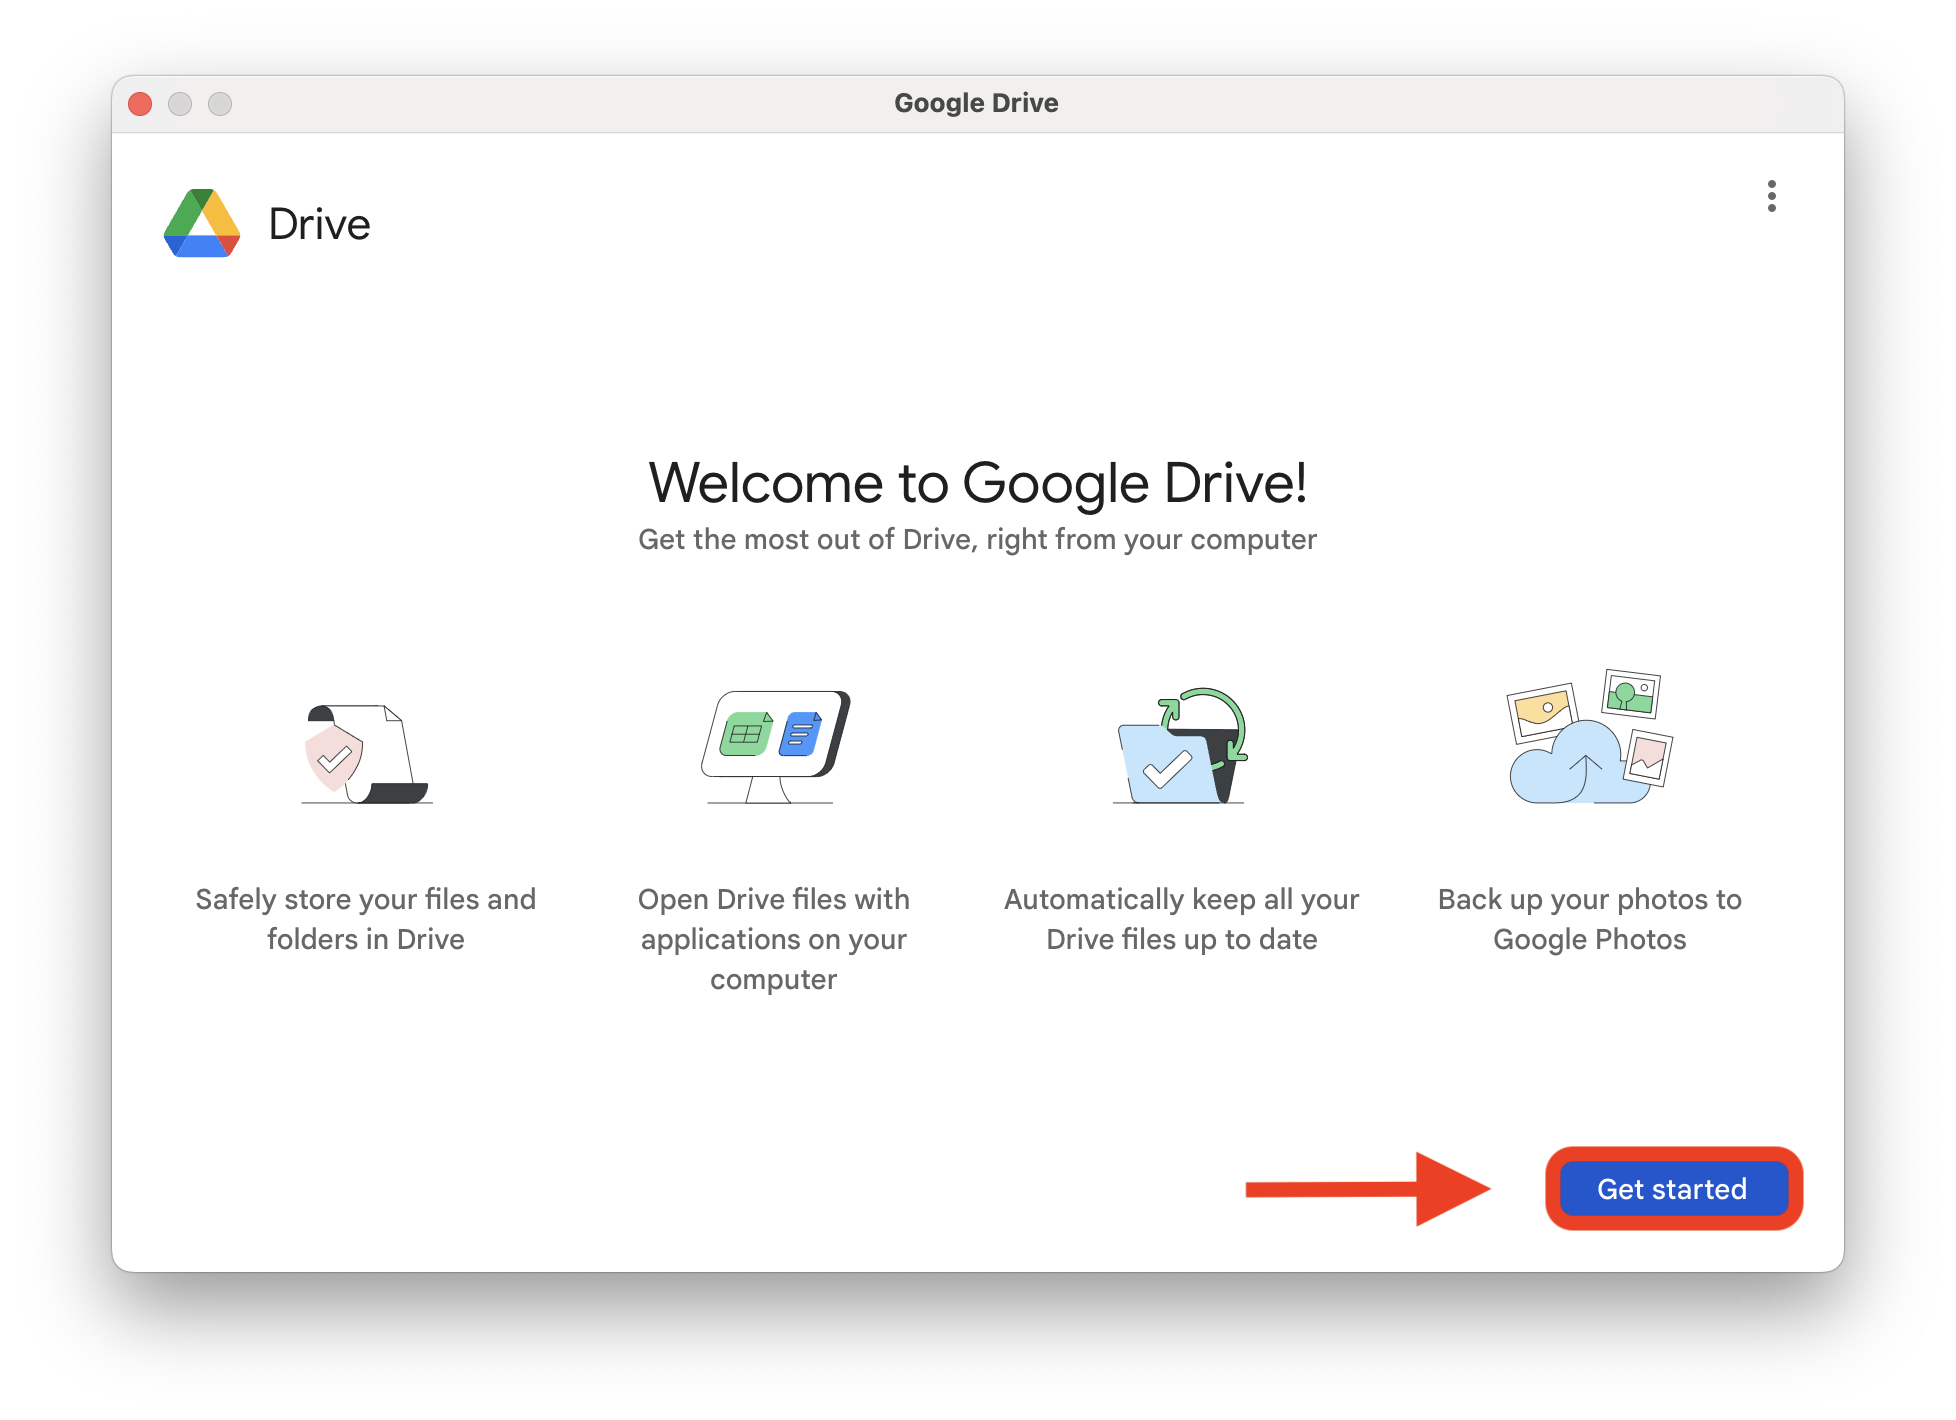 Google Drive
Drive
Welcome to Google Drive!
Get the most out of Drive, right from your computer
Safely store your files and
folders in Drive
Open Drive files with
applications on your
computer
Automatically keep all your
Drive files up to date
Back up your photos to
Google Photos
Get started